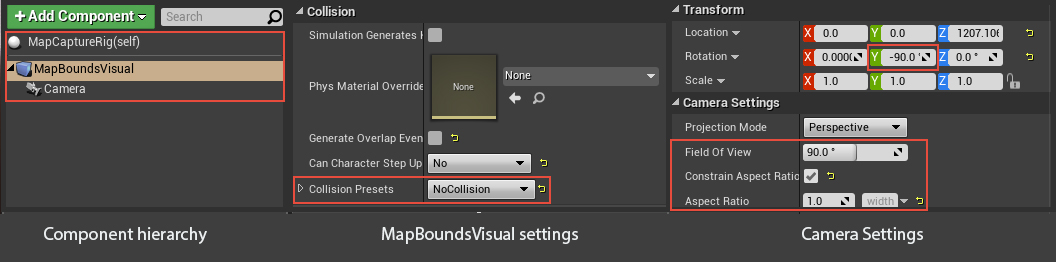 + Add Component
Search
MapCaptureRig(self)
MapBoundsVisual
Camera
Component hierarchy
Collision
Simulation Generates
Phys Material Override
None
None
Generate Overlap Even
Can Character Step Up
No
Collision Presets
NoCollision
MapBoundsVisual settings
Transform
Location
X 0.0 Y 0.0 Z 1207.106
Rotation
X 0.0000 Y -90.0 ° Z 0.0 °
Scale
X 1.0 Y 1.0 Z 1.0
Camera Settings
Projection Mode
Perspective
Field Of View
90.0 °
Constrain Aspect Ratio
Aspect Ratio
1.0
width
Camera Settings